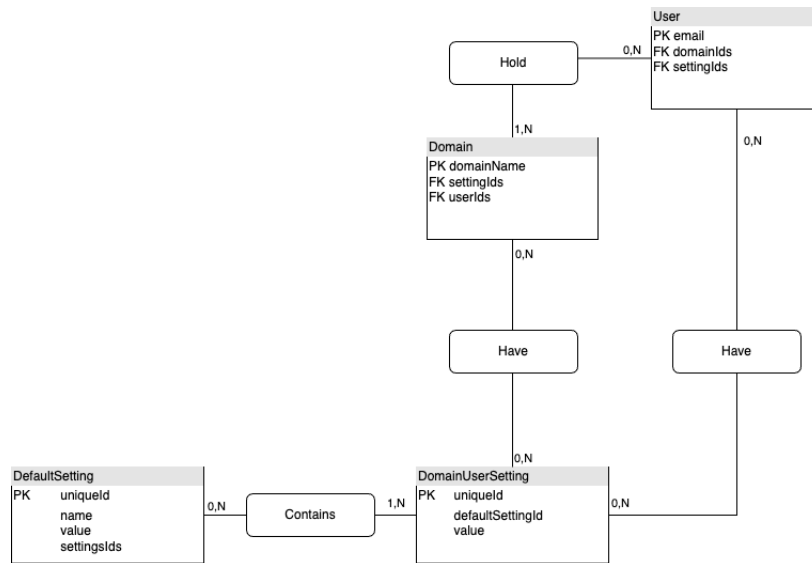 User
PK email
FK domainIds
FK settingIds
Hold
0,N
1,N
0,N
Domain
PK domainName
FK settingIds
FK userIds
0,N
Have
Have
0,N
DefaultSetting
PK uniqueId
name
value
settingsIds
0,N
Contains
1,N
DomainUserSetting
PK uniqueId
defaultSettingId
value
0,N